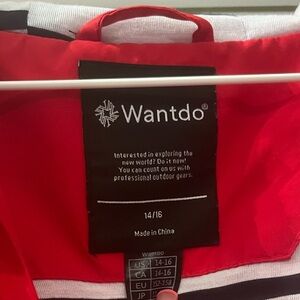 Wantdo®
Interested in exploring the
new world? Do it now!
You can count on us with
professional outdoor gears.
14/16
Made in China
Wantdo
US 14-16
CA 14-16
EU 152-158
JP